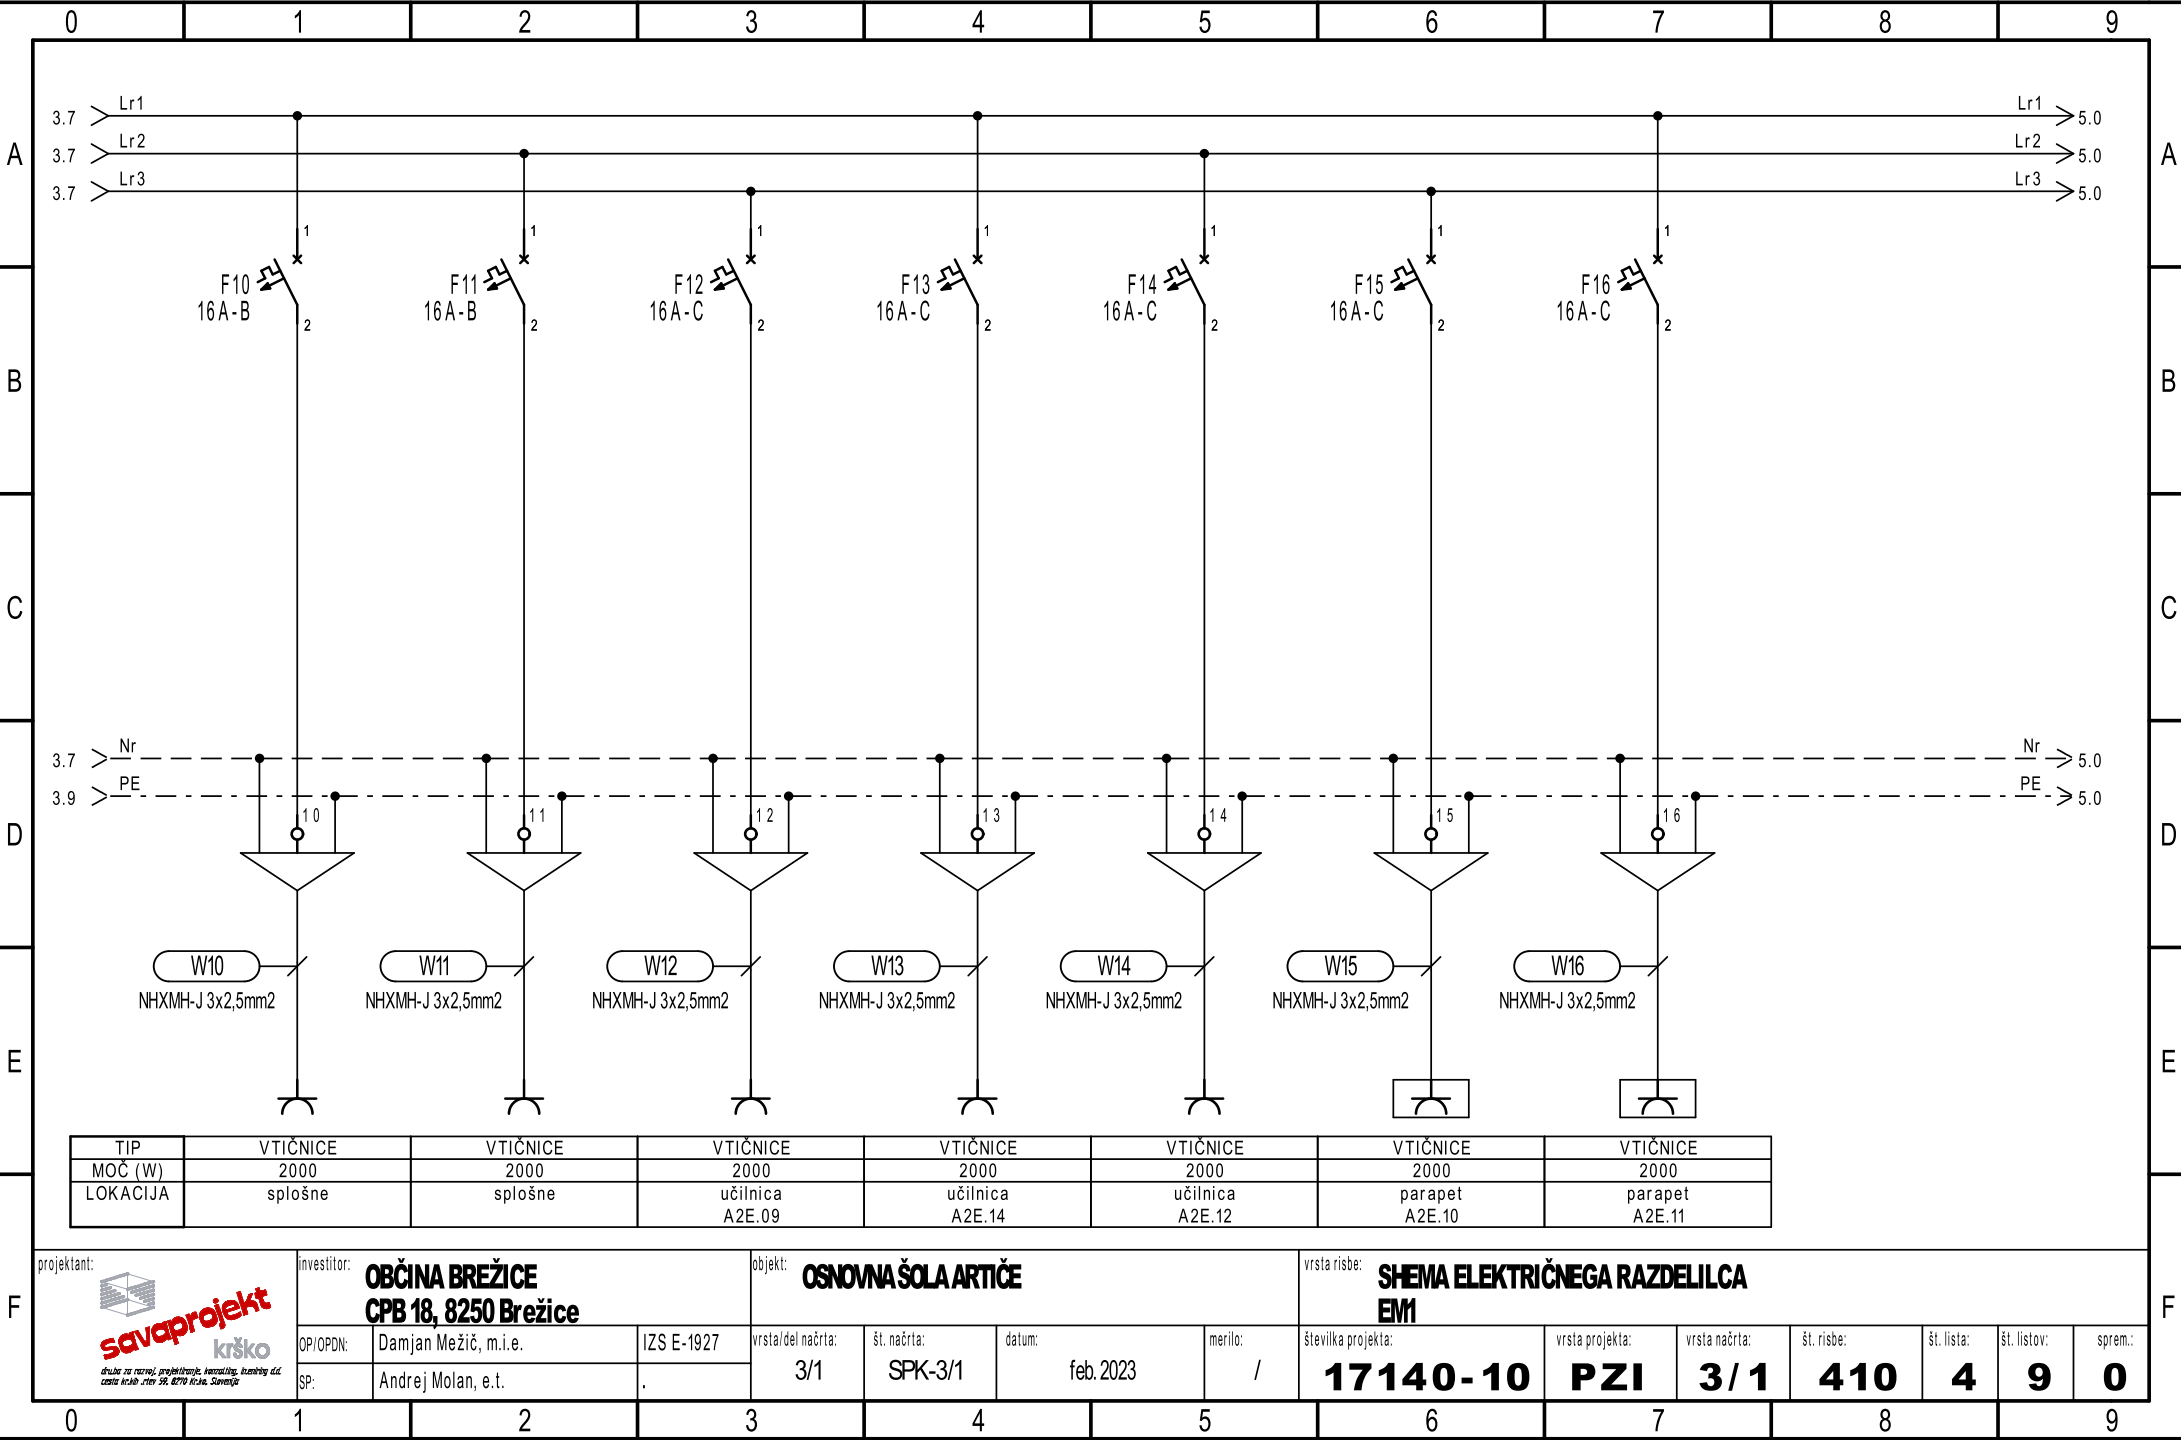 0 1 2 3 4 5 6 7 8 9
3.7 Lr1 Lr1 5.0
3.7 Lr2 Lr2 5.0
3.7 Lr3 Lr3 5.0
A A
1 1 1 1 1 1 1
F10 F11 F12 F13 F14 F15 F16
16A-B 16A-B 16A-C 16A-C 16A-C 16A-C 16A-C
2 2 2 2 2 2 2
B B
C C
3.7 Nr Nr 5.0
3.9 PE PE 5.0
10 11 12 13 14 15 16
D D
W10 W11 W12 W13 W14 W15 W16
NHXMH-J 3x2,5mm2 NHXMH-J 3x2,5mm2 NHXMH-J 3x2,5mm2 NHXMH-J 3x2,5mm2 NHXMH-J 3x2,5mm2 NHXMH-J 3x2,5mm2 NHXMH-J 3x2,5mm2
E E
TIP VTIČNICE VTIČNICE VTIČNICE VTIČNICE VTIČNICE VTIČNICE VTIČNICE
MOČ (W) 2000 2000 2000 2000 2000 2000 2000
LOKACIJA splošne splošne učilnica učilnica učilnica parapet parapet
A2E.09 A2E.14 A2E.12 A2E.10 A2E.11
F F
projektant:
savaprojekt
krško
investitor: OBČINA BREŽICE
CPB 18, 8250 Brežice
objekt: OSNOVNA ŠOLA ARTIČE
vrsta risbe: SHEMA ELEKTRIČNEGA RAZDELILCA
EM1
OP/OPDN: Damjan Mežič, m.i.e. IZS E-1927
SP: Andrej Molan, e.t. .
vrsta/del načrta: št. načrta: datum: merilo:
3/1 SPK-3/1 feb. 2023 /
številka projekta: vrsta projekta: vrsta načrta: št. risbe: št. lista: št. listov: sprem.:
17140-10 PZI 3/1 410 4 9 0
0 1 2 3 4 5 6 7 8 9